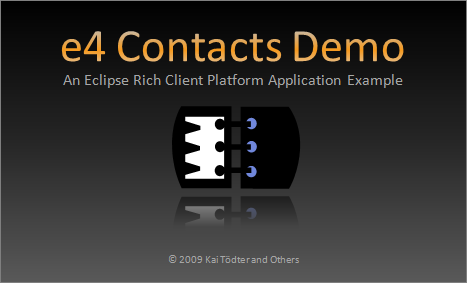 e4 Contacts Demo
An Eclipse Rich Client Platform Application Example
© 2009 Kai Tödter and Others